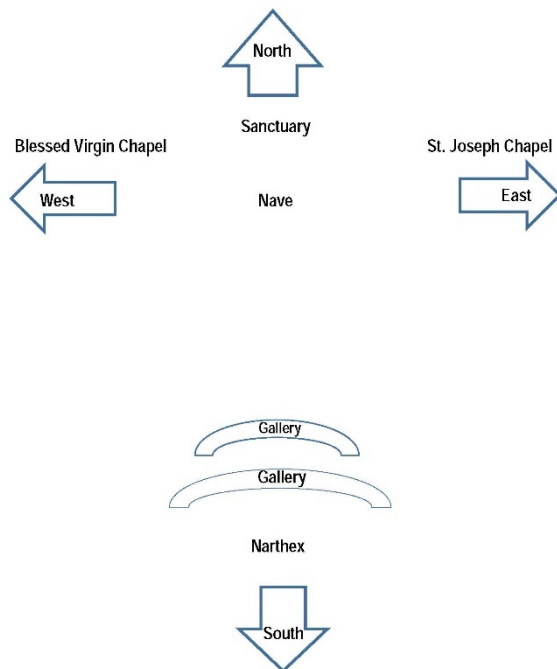 North
Sanctuary
Blessed Virgin Chapel
St. Joseph Chapel
West
Nave
East
Gallery
Gallery
Narthex
South